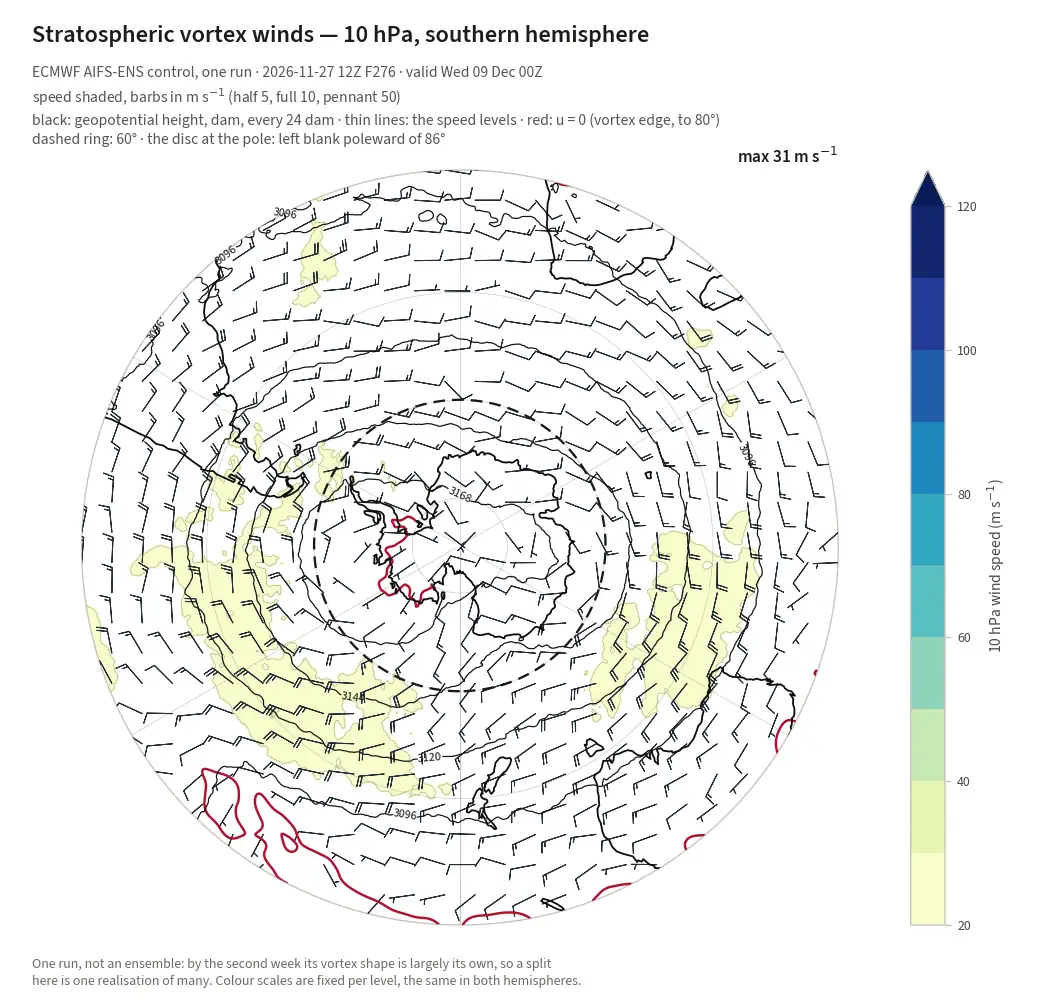 Stratospheric vortex winds — 10 hPa, southern hemisphere
ECMWF AIFS-ENS control, one run · 2026-11-27 12Z F276 · valid Wed 09 Dec 00Z
speed shaded, barbs in m s⁻¹ (half 5, full 10, pennant 50)
black: geopotential height, dam, every 24 dam · thin lines: the speed levels · red: u = 0 (vortex edge, to 80°)
dashed ring: 60° · the disc at the pole: left blank poleward of 86°
max 31 m s⁻¹
120
100
80
60
40
20
10 hPa wind speed (m s⁻¹)
3096
3096
3096
3096
3168
3144
3120
3096
One run, not an ensemble: by the second week its vortex shape is largely its own, so a split
here is one realisation of many. Colour scales are fixed per level, the same in both hemispheres.